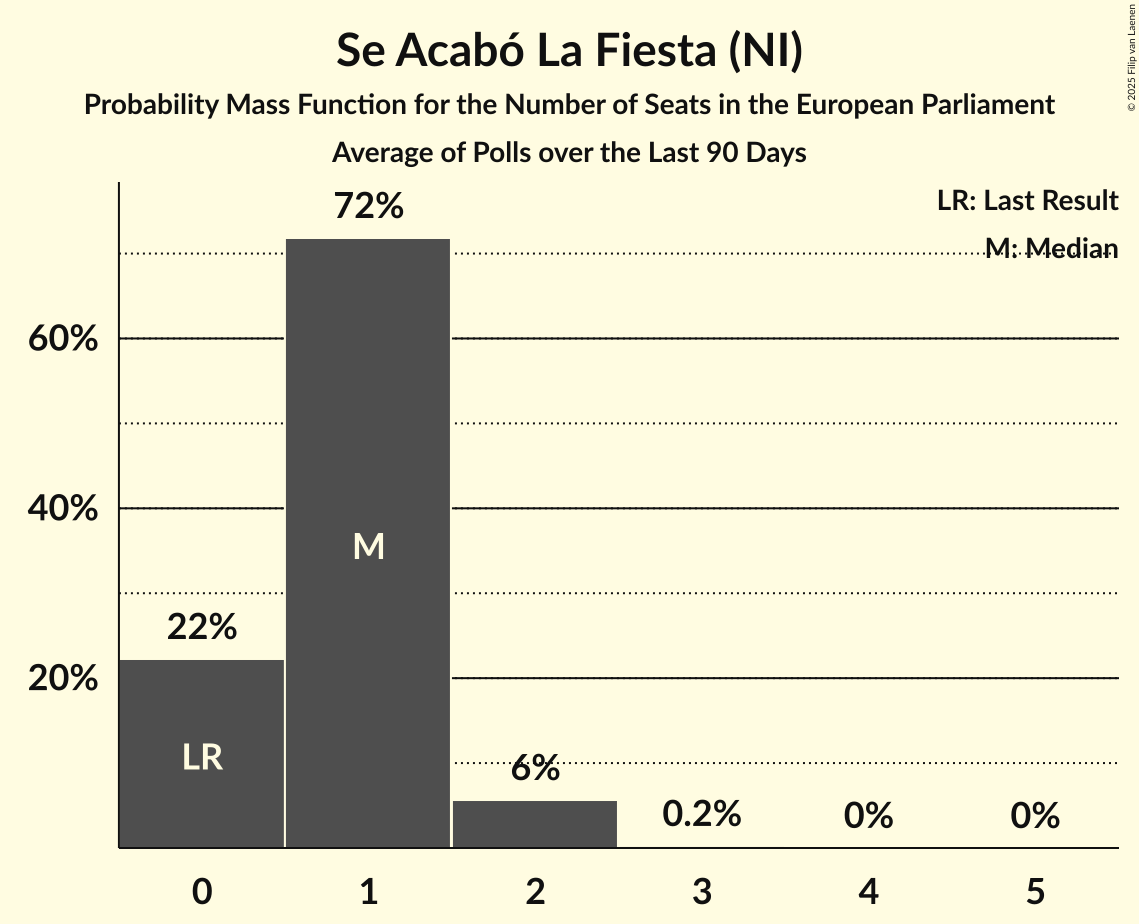 Se Acabó La Fiesta (NI)
Probability Mass Function for the Number of Seats in the European Parliament
Average of Polls over the Last 90 Days
© 2025 Filip van Laenen
LR: Last Result
M: Median
72%
60%
40%
M
22%
20%
LR
6%
0.2%
0%
0%
0 1 2 3 4 5